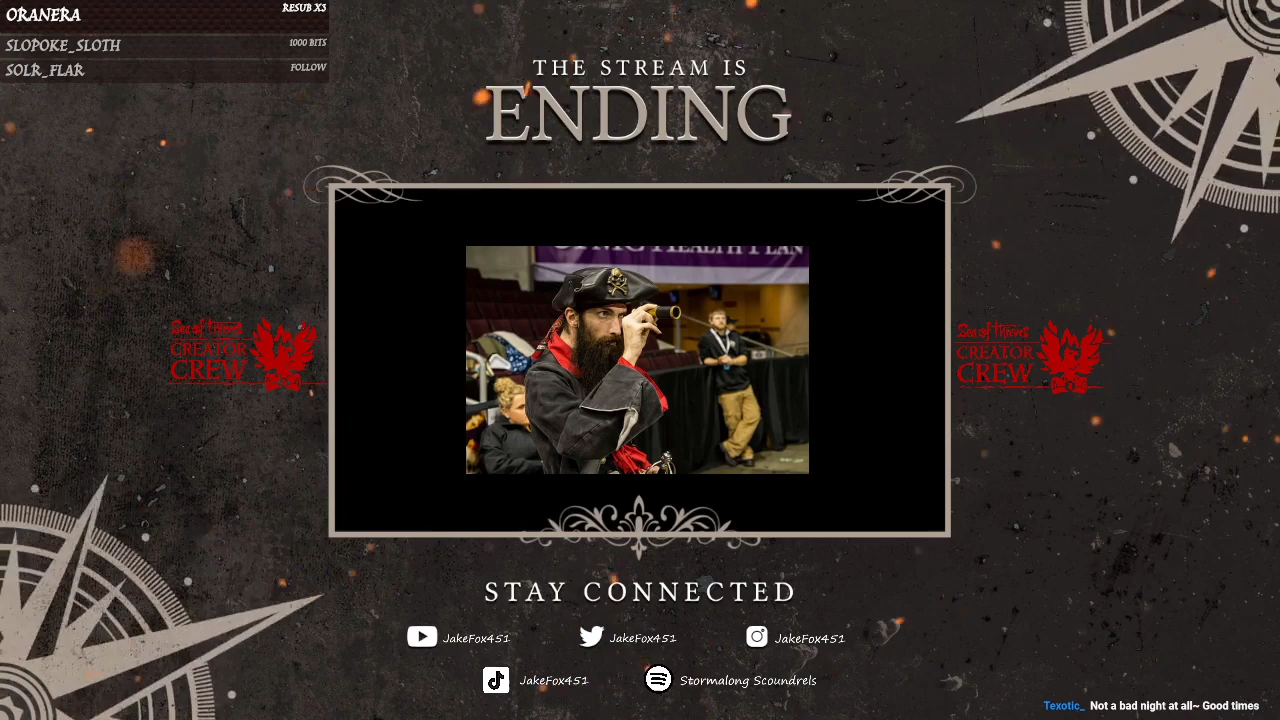 ORANERA RESUB X3
SLOPOKE_SLOTH 1000 BITS
SOLR_FLAR FOLLOW
THE STREAM IS
ENDING
HEALTH PLAN
Sea of Thieves
CREATOR
CREW
Sea of Thieves
CREATOR
CREW
STAY CONNECTED
JakeFox451 JakeFox451 JakeFox451
JakeFox451 Stormalong Scoundrels
Texotic_ Not a bad night at all~ Good times